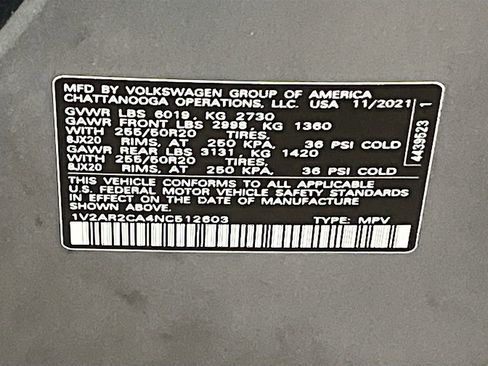 MFD BY VOLKSWAGEN GROUP OF AMERICA
CHATTANOOGA OPERATIONS, LLC. USA 11/2021
GVWR LBS 6019, KG 2730
GAWR FRONT LBS 2998, KG 1360
WITH 255/50R20 TIRES,
8JX20 RIMS, AT 250 KPA. 36 PSI COLD
GAWR REAR LBS 3131, KG 1420
WITH 255/50R20 TIRES,
8JX20 RIMS, AT 250 KPA, 36 PSI COLD
THIS VEHICLE CONFORMS TO ALL APPLICABLE
U.S. FEDERAL MOTOR VEHICLE SAFETY STANDARDS
IN EFFECT ON THE DATE OF MANUFACTURE
SHOWN ABOVE.
1V2AR2CA4NC512603 TYPE: MPV
4439623 1